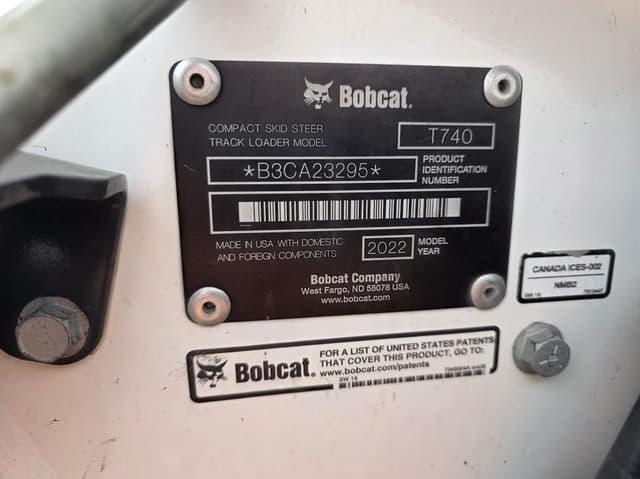 Bobcat.
COMPACT SKID STEER
TRACK LOADER MODEL
T740
*B3CA23295*
PRODUCT
IDENTIFICATION
NUMBER
MADE IN USA WITH DOMESTIC
AND FOREIGN COMPONENTS
2022
MODEL
YEAR
Bobcat Company
West Fargo, ND 58078 USA
www.bobcat.com
CANADA ICES-002
NMB2
Bobcat.
FOR A LIST OF UNITED STATES PATENTS
THAT COVER THIS PRODUCT, GO TO:
www.bobcat.com/patents
SW 18